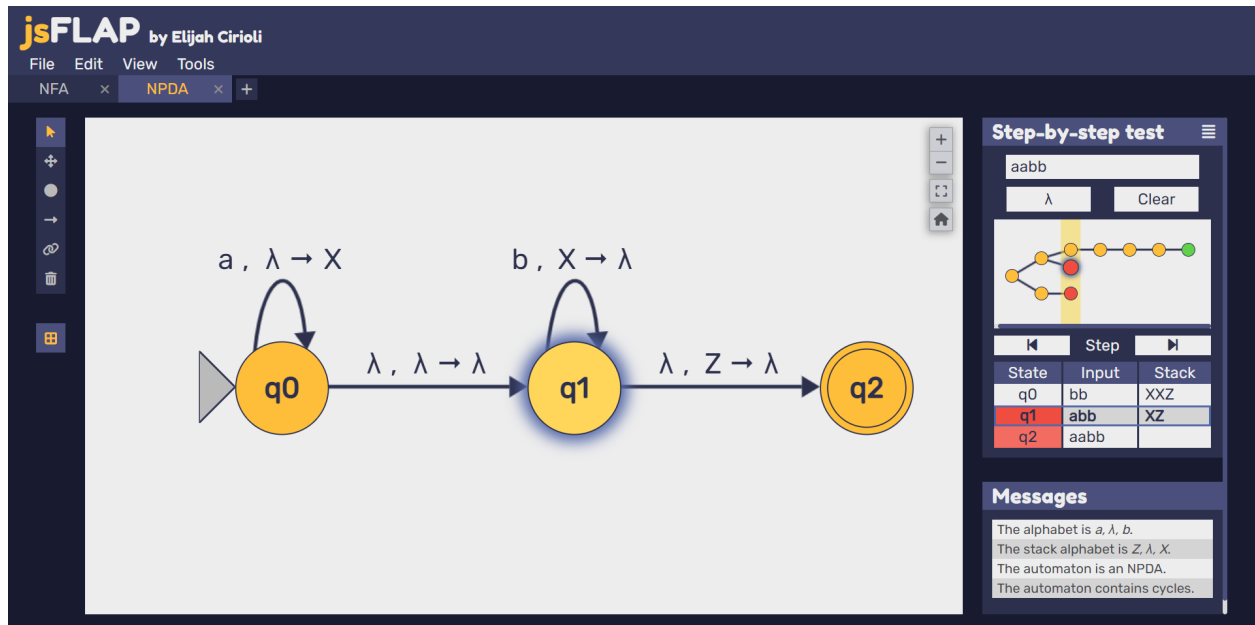 jsFLAP by Elijah Cirioli
File Edit View Tools
NFA × NPDA × +
a , λ → X
b , X → λ
λ , λ → λ
λ , Z → λ
q0
q1
q2
Step-by-step test
aabb
λ Clear
Step
State Input Stack
q0 bb XXZ
q1 abb XZ
q2 aabb
Messages
The alphabet is a, λ, b.
The stack alphabet is Z, λ, X.
The automaton is an NPDA.
The automaton contains cycles.